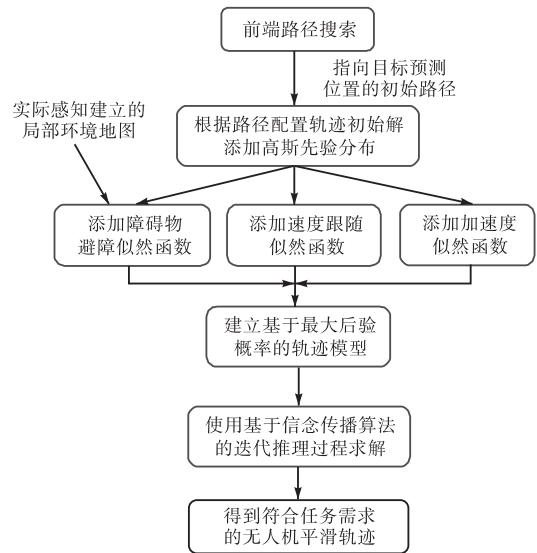 前端路径搜索
指向目标预测
位置的初始路径
实际感知建立的
局部环境地图
根据路径配置轨迹初始解
添加高斯先验分布
添加障碍物
避障似然函数
添加速度跟随
似然函数
添加加速度
似然函数
建立基于最大后验
概率的轨迹模型
使用基于信念传播算法
的迭代推理过程求解
得到符合任务需求
的无人机平滑轨迹